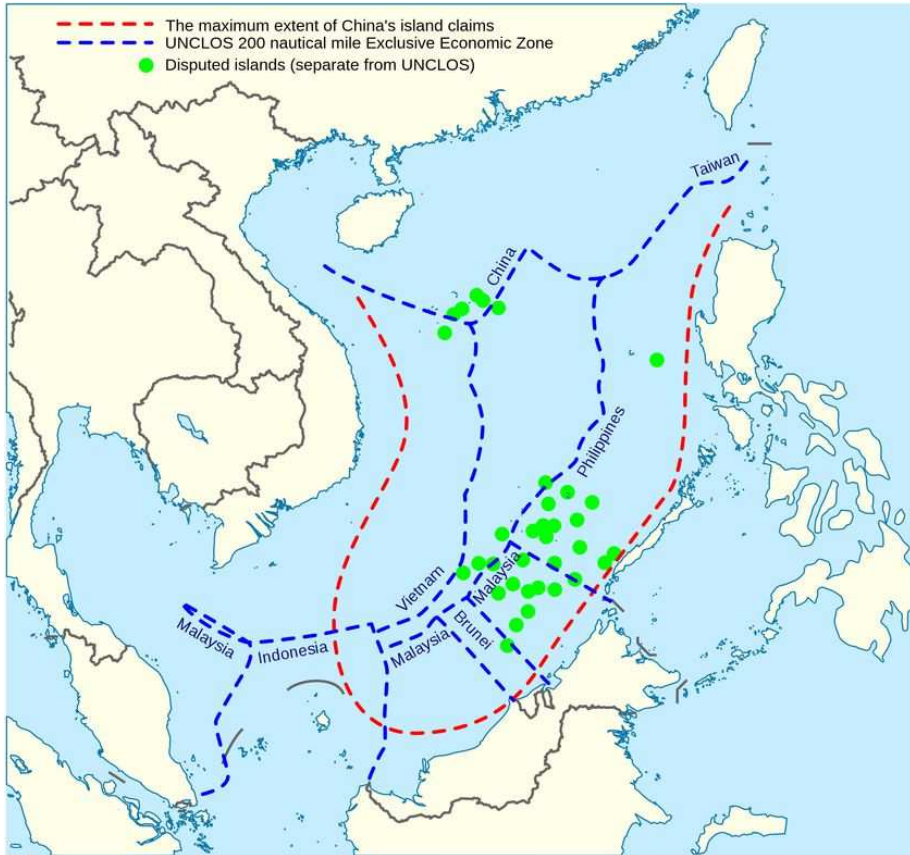 The maximum extent of China's island claims
UNCLOS 200 nautical mile Exclusive Economic Zone
Disputed islands (separate from UNCLOS)
Taiwan
China
Philippines
Malaysia
Vietnam
Brunei
Malaysia
Indonesia
Malaysia